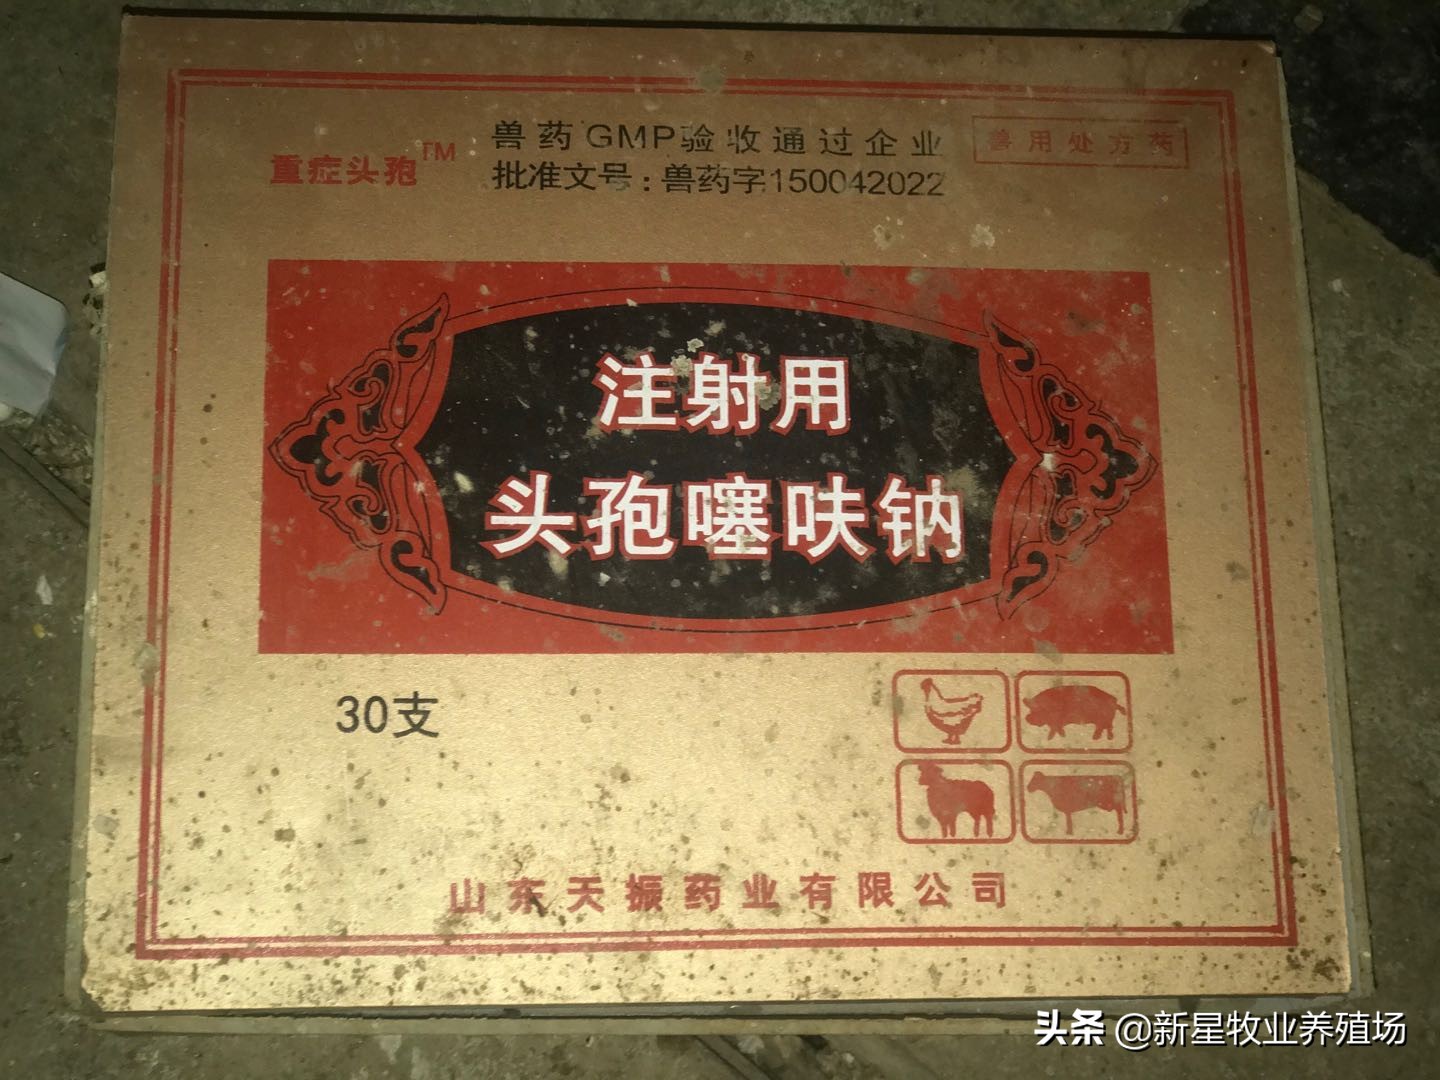 重症头孢TM
兽药GMP验收通过企业
批准文号：兽药字150042022
兽用处方药
注射用
头孢噻呋钠
30支
山东天振药业有限公司
头条 @新星牧业养殖场